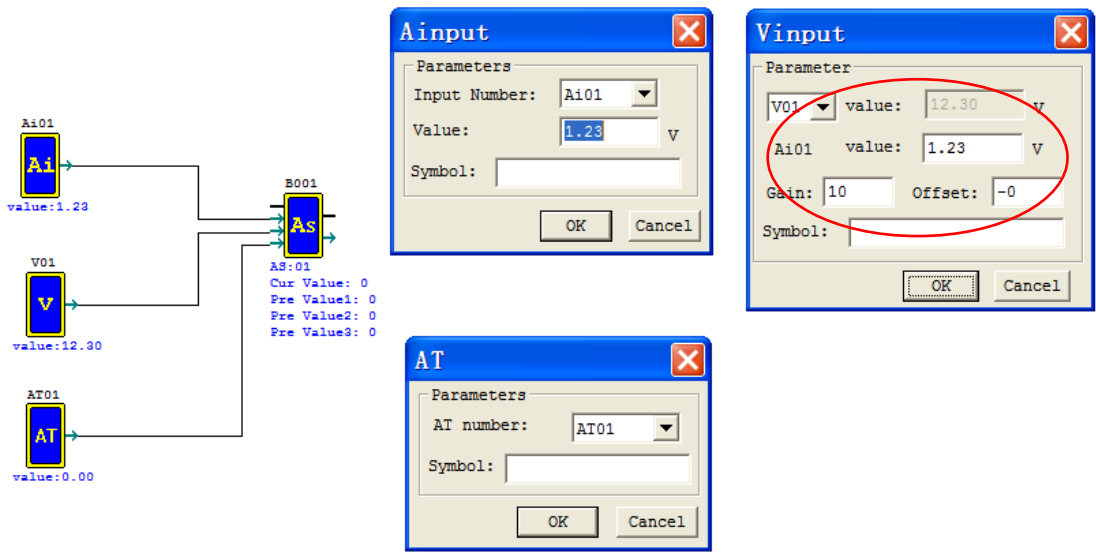 Ai01
Ai
value:1.23
V01
V
value:12.30
AT01
AT
value:0.00
B001
As
AS:01
Cur Value: 0
Pre Value1: 0
Pre Value2: 0
Pre Value3: 0
Ainput
Parameters
Input Number: Ai01
Value: 1.23 V
Symbol:
OK Cancel
Vinput
Parameter
V01 value: 12.30 V
Ai01 value: 1.23 V
Gain: 10 Offset: -0
Symbol:
OK Cancel
AT
Parameters
AT number: AT01
Symbol:
OK Cancel